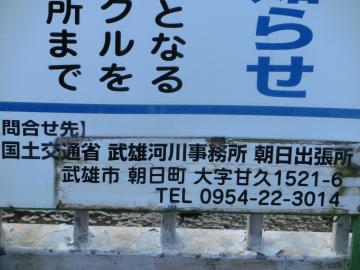 らせ
となる
クルを
所まで
問合せ先】
国土交通省 武雄河川事務所 朝日出張所
武雄市 朝日町 大字甘久1521-6
TEL 0954-22-3014